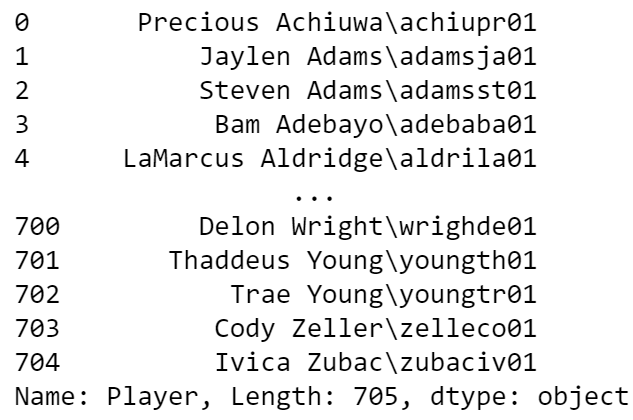 0 Precious Achiuwa\achiupr01
1 Jaylen Adams\adamsja01
2 Steven Adams\adamsst01
3 Bam Adebayo\adebaba01
4 LaMarcus Aldridge\aldrila01
...
700 Delon Wright\wrighde01
701 Thaddeus Young\youngth01
702 Trae Young\youngtr01
703 Cody Zeller\zelleco01
704 Ivica Zubac\zubaciv01
Name: Player, Length: 705, dtype: object